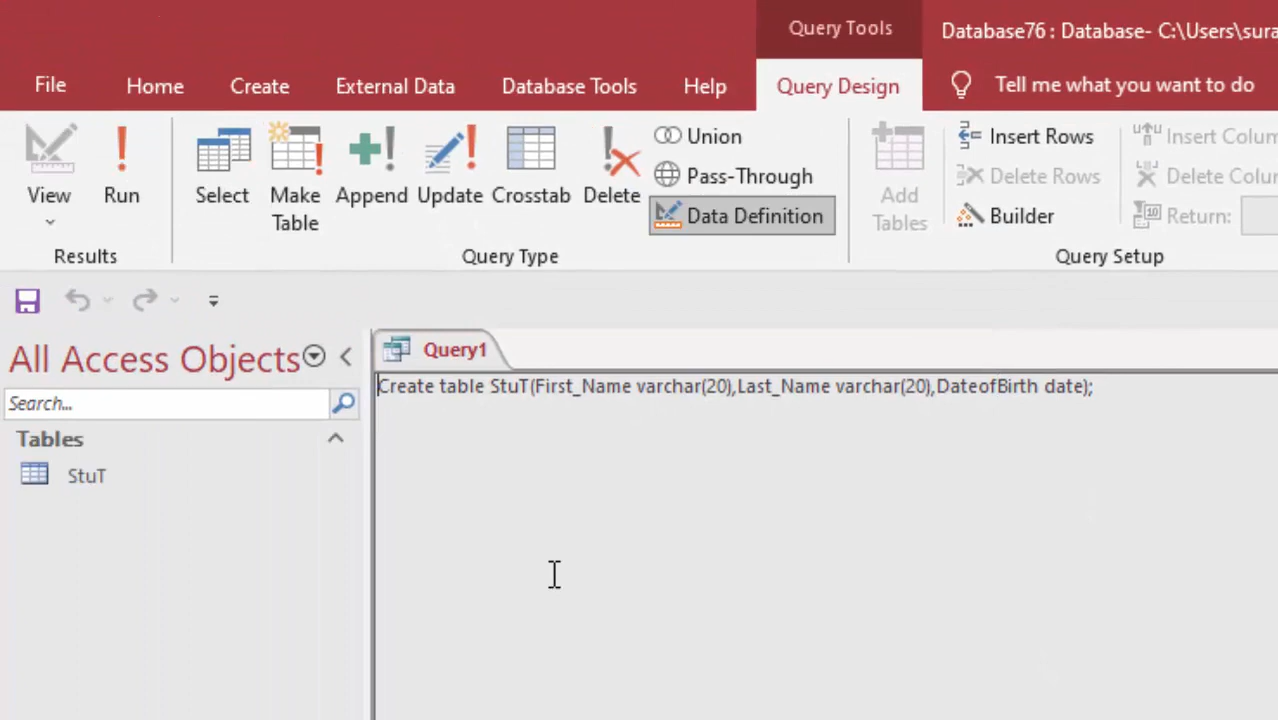 Query Tools
Database76 : Database- C:\Users\sura
File
Home
Create
External Data
Database Tools
Help
Query Design
Tell me what you want to do
View
Run
Results
Select
Make Table
Append
Update
Crosstab
Delete
Union
Pass-Through
Data Definition
Query Type
Add Tables
Insert Rows
Delete Rows
Builder
Insert Colum
Delete Colur
Return:
Query Setup
All Access Objects
Search...
Tables
StuT
Query1
Create table StuT(First_Name varchar(20),Last_Name varchar(20),DateofBirth date);